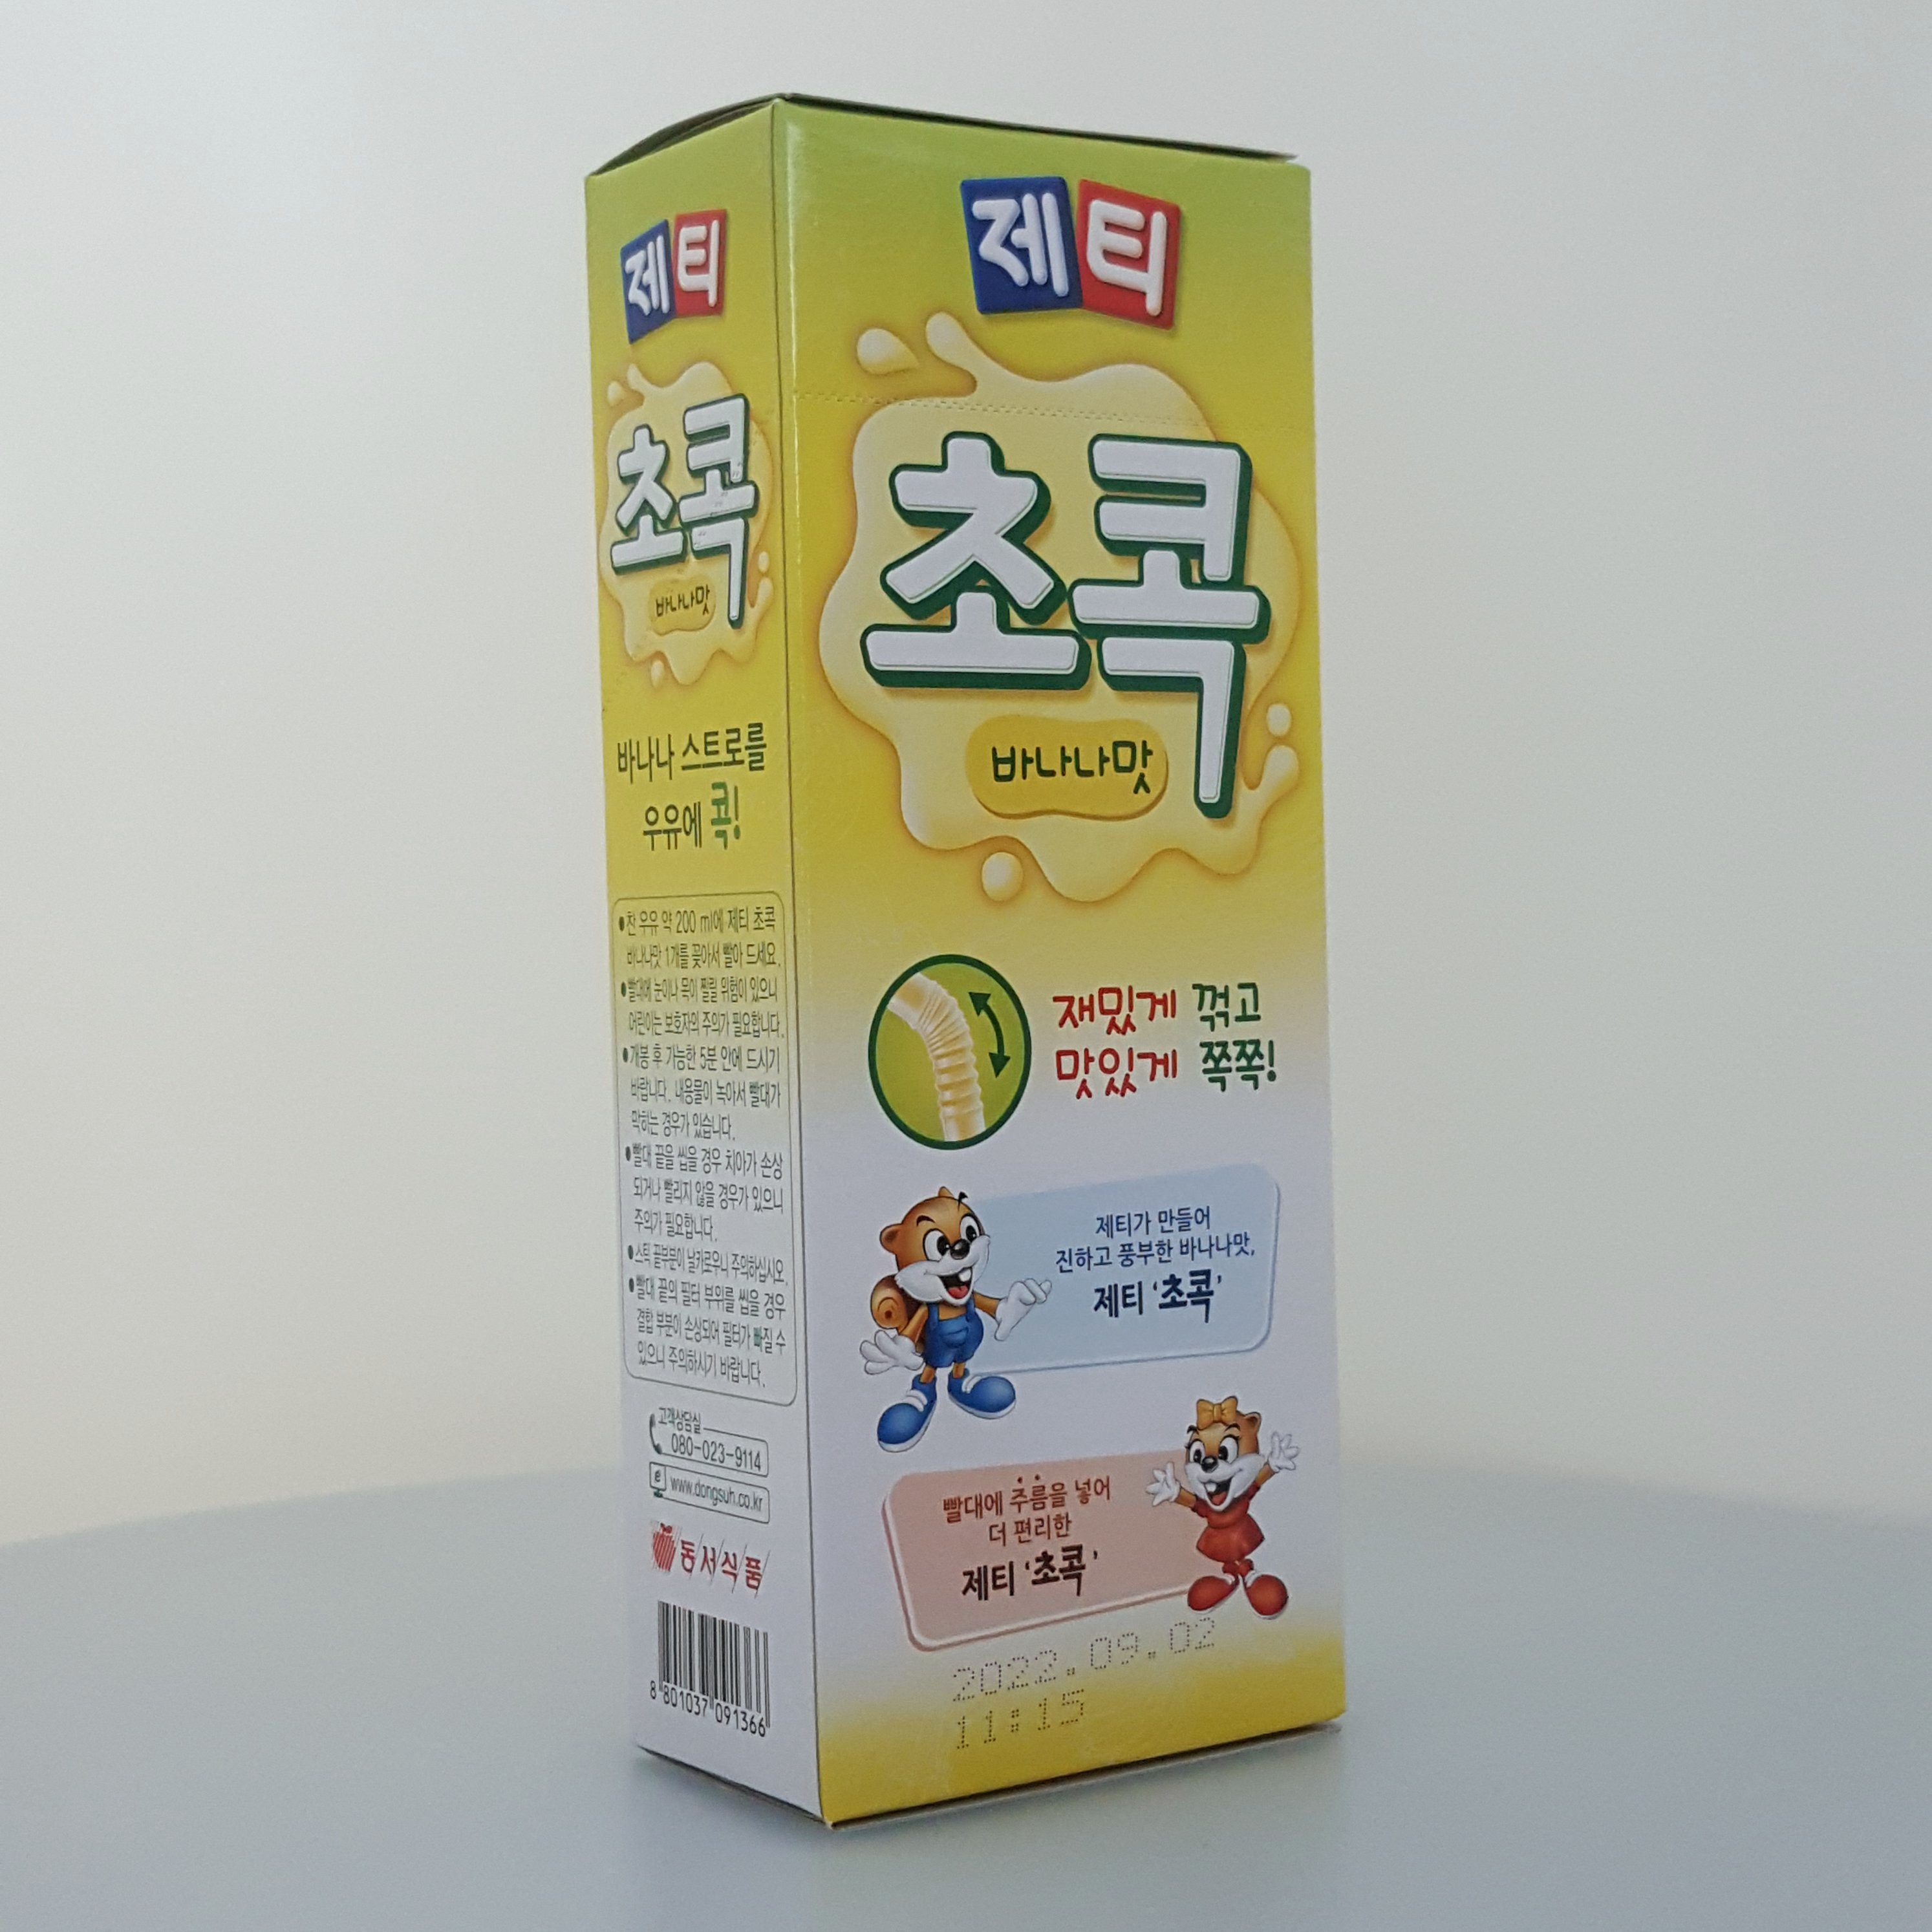 제티
초콕
바나나맛
바나나 스트로를
우유에 콕!
●찬 우유 약 200 ml에 제티 초콕
바나나맛 1개를 꽂아서 빨아 드세요.
●빨대에 눈이나 목이 찔릴 위험이 있으니
어린이는 보호자의 주의가 필요합니다.
●개봉 후 가능한 5분 안에 드시기
바랍니다. 내용물이 녹아서 빨대가
막히는 경우가 있습니다.
●빨대 끝을 씹을 경우 치아가 손상
되거나 빨리지 않을 경우가 있으니
주의가 필요합니다.
●스틱 끝부분이 날카로우니 주의하십시오.
●빨대 끝의 필터 부위를 씹을 경우
결합 부분이 손상되어 필터가 빠질 수
있으니 주의하시기 바랍니다.
고객상담실
080-023-9114
www.dongsuh.co.kr
동서식품
8 801037 091366
제티
초콕
바나나맛
재밌게 꺾고
맛있게 쪽쪽!
제티가 만들어
진하고 풍부한 바나나맛,
제티 '초콕'
빨대에 주름을 넣어
더 편리한
제티 '초콕'
2022.09.02
11:15